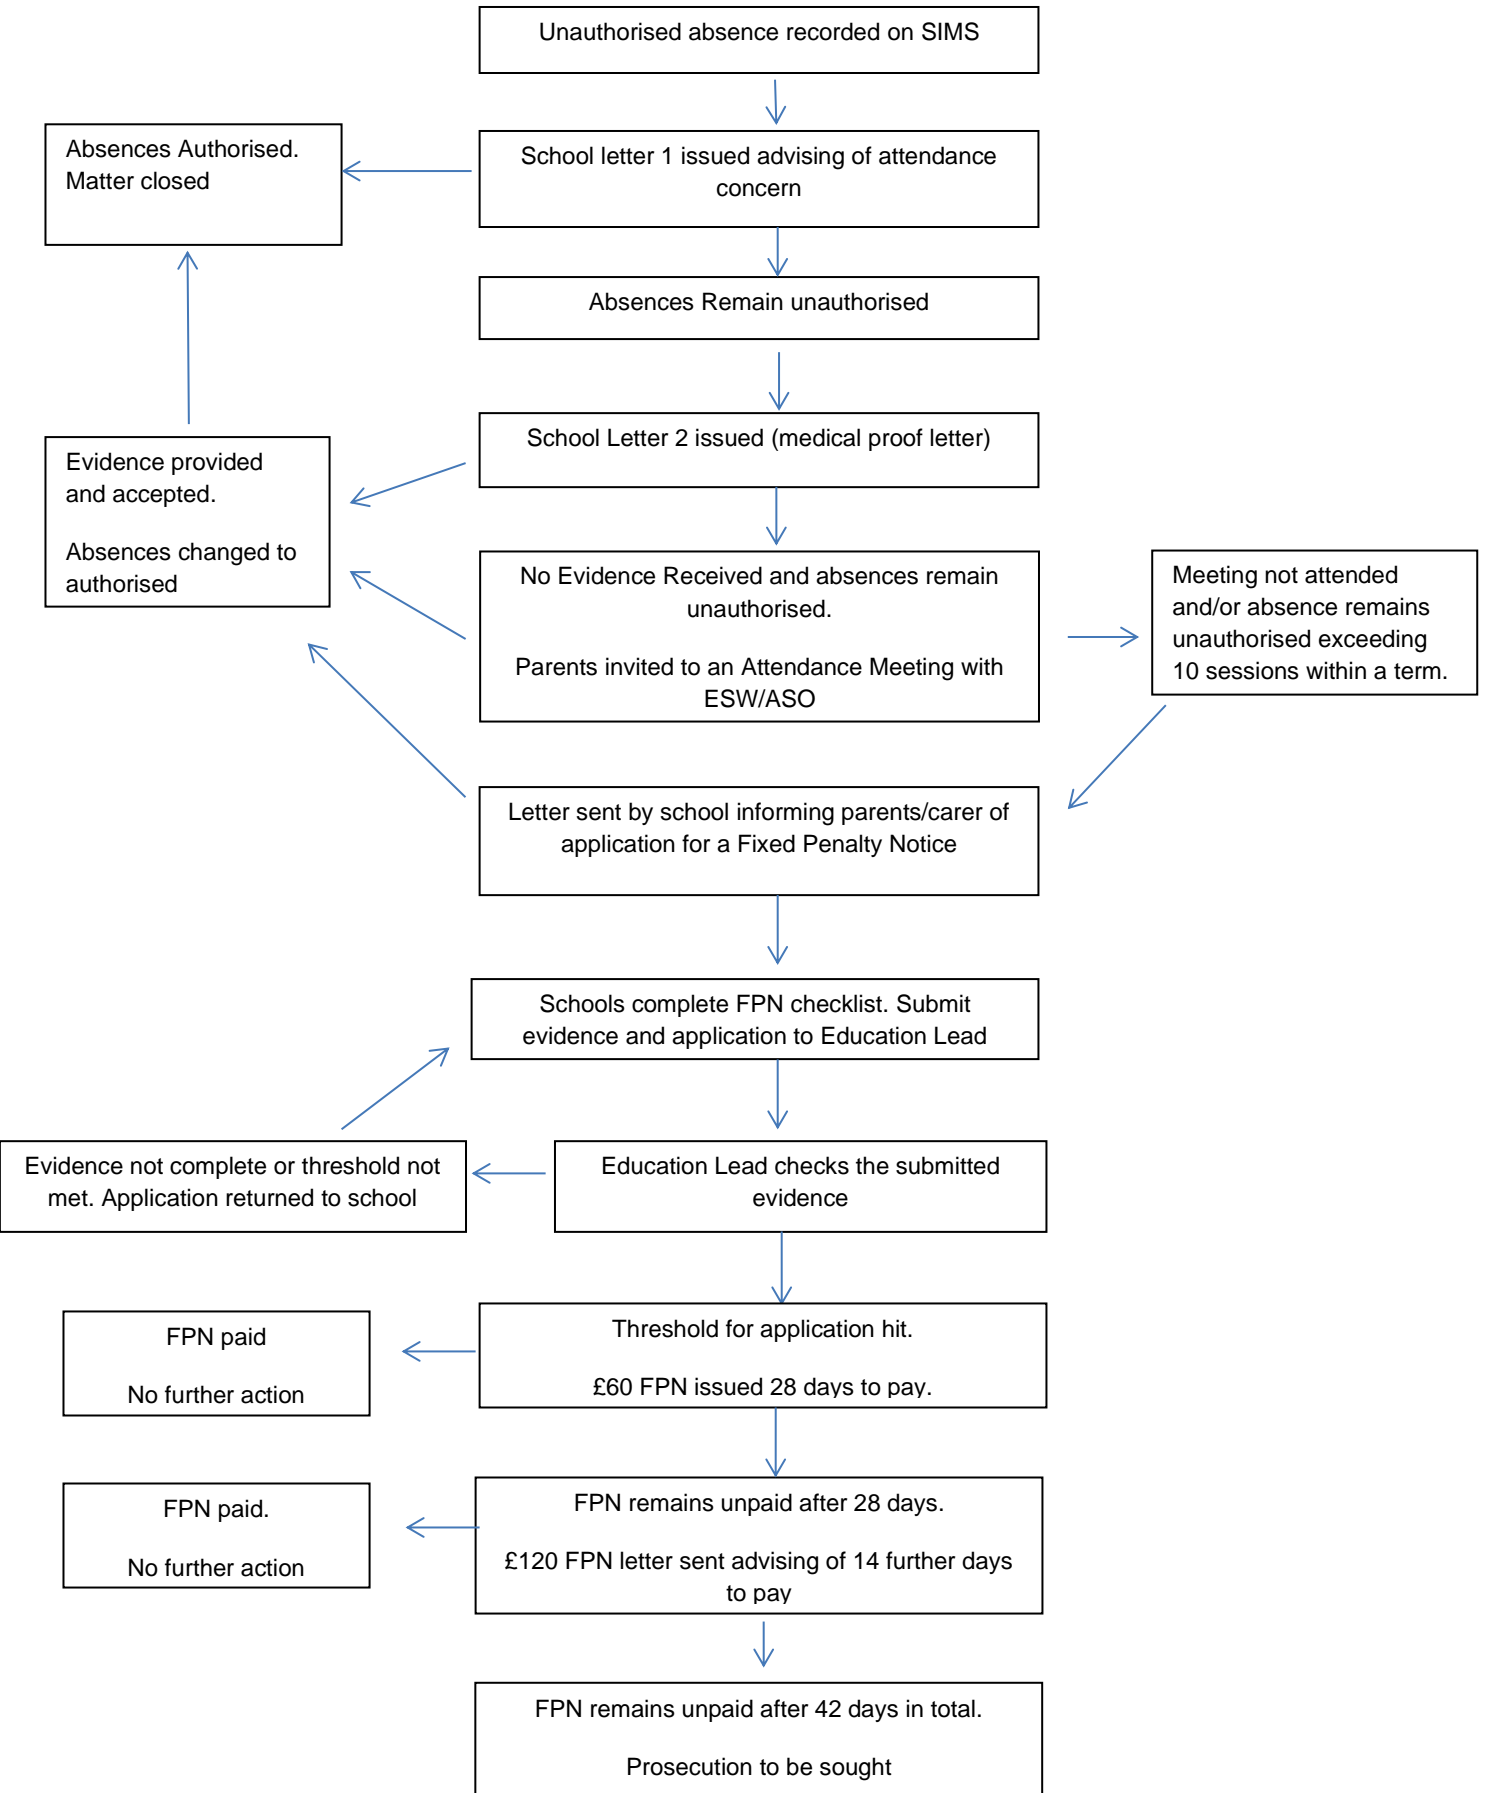 Unauthorised absence recorded on SIMS
Absences Authorised.
Matter closed
School letter 1 issued advising of attendance
concern
Absences Remain unauthorised
School Letter 2 issued (medical proof letter)
Evidence provided
and accepted.
Absences changed to
authorised
No Evidence Received and absences remain
unauthorised.
Parents invited to an Attendance Meeting with
ESW/ASO
Meeting not attended
and/or absence remains
unauthorised exceeding
10 sessions within a term.
Letter sent by school informing parents/carer of
application for a Fixed Penalty Notice
Schools complete FPN checklist. Submit
evidence and application to Education Lead
Evidence not complete or threshold not
met. Application returned to school
Education Lead checks the submitted
evidence
Threshold for application hit.
£60 FPN issued 28 days to pay.
FPN paid
No further action
FPN remains unpaid after 28 days.
£120 FPN letter sent advising of 14 further days
to pay
FPN paid.
No further action
FPN remains unpaid after 42 days in total.
Prosecution to be sought